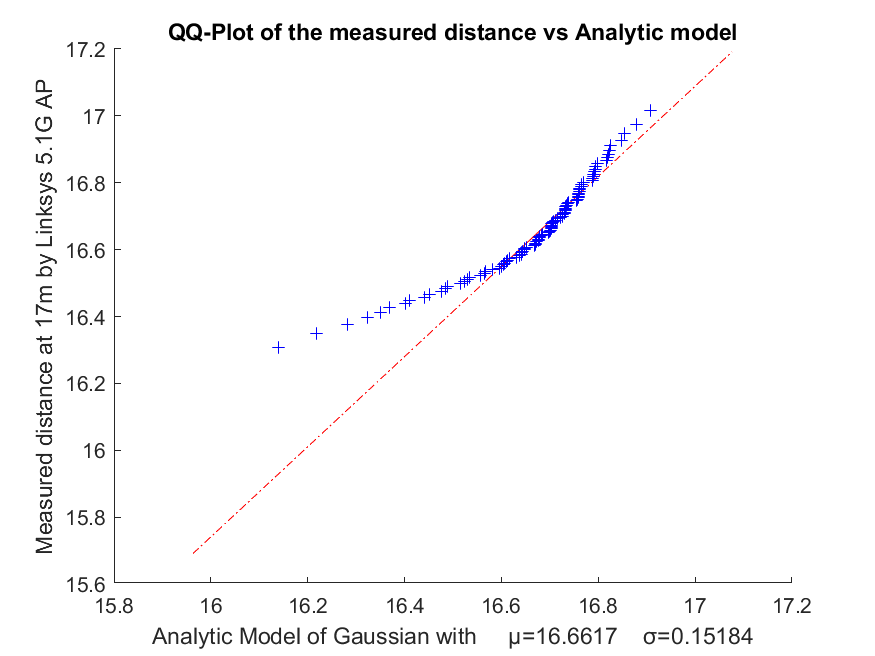 QQ-Plot of the measured distance vs Analytic model
Measured distance at 17m by Linksys 5.1G AP
17.2
17
16.8
16.6
16.4
16.2
16
15.8
15.6
15.8 16 16.2 16.4 16.6 16.8 17 17.2
Analytic Model of Gaussian with μ=16.6617 σ=0.15184